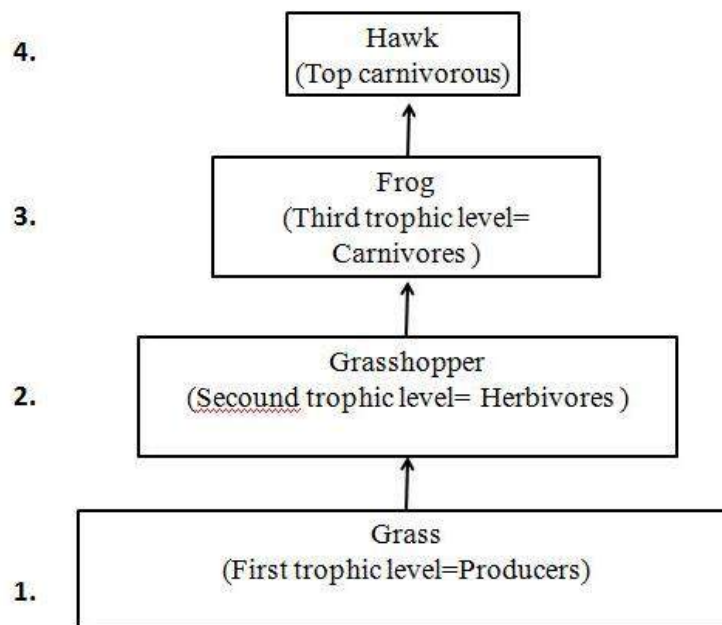 4.
Hawk
(Top carnivorous)
3.
Frog
(Third trophic level=
Carnivores )
2.
Grasshopper
(Secound trophic level= Herbivores )
Grass
(First trophic level=Producers)
1.